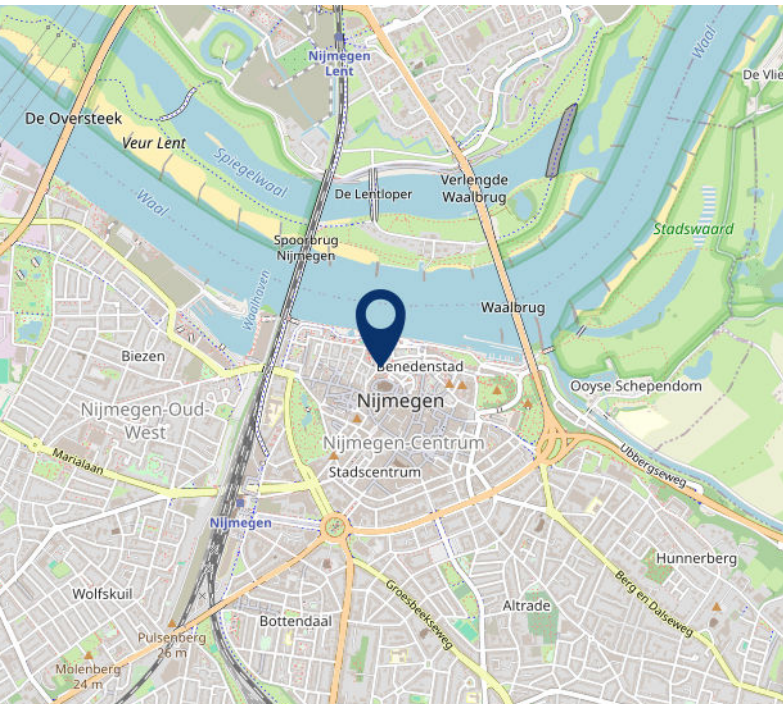 Nijmegen
Lent
Waal
De Vlie
De Oversteek
Veur Lent
Spiegelwaal
Waal
De Lentloper
Verlengde
Waalbrug
Stadswaard
Spoorbrug
Nijmegen
Waalhaven
Waalbrug
Biezen
Benedenstad
Ooyse Schependom
Nijmegen
Nijmegen-Oud-
West
Nijmegen-Centrum
Marialaan
Stadscentrum
Ubbergseweg
Nijmegen
Hunnerberg
Wolfskuil
Groesbeekseweg
Berg en Dalseweg
Altrade
Bottendaal
Pulsenberg
26 m
Molenberg
24 m